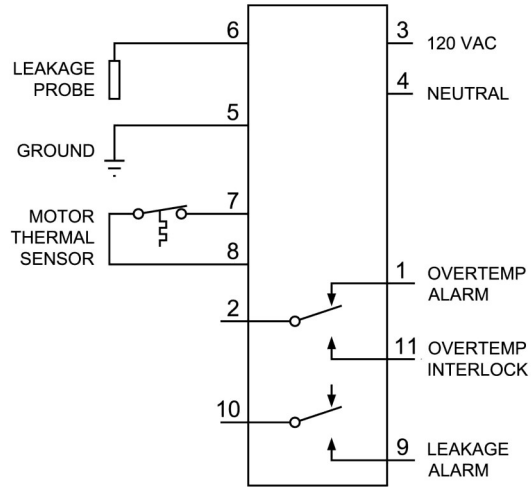 6
3
120 VAC
LEAKAGE
PROBE
4
NEUTRAL
5
GROUND
7
MOTOR
THERMAL
SENSOR
8
1
OVERTEMP
ALARM
2
11
OVERTEMP
INTERLOCK
10
9
LEAKAGE
ALARM